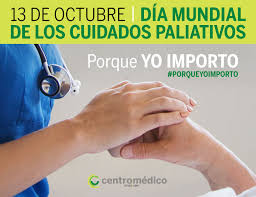 13 DE OCTUBRE | DÍA MUNDIAL
DE LOS CUIDADOS PALIATIVOS
Porque YO IMPORTO
#PORQUEYOIMPORTO
centromédico